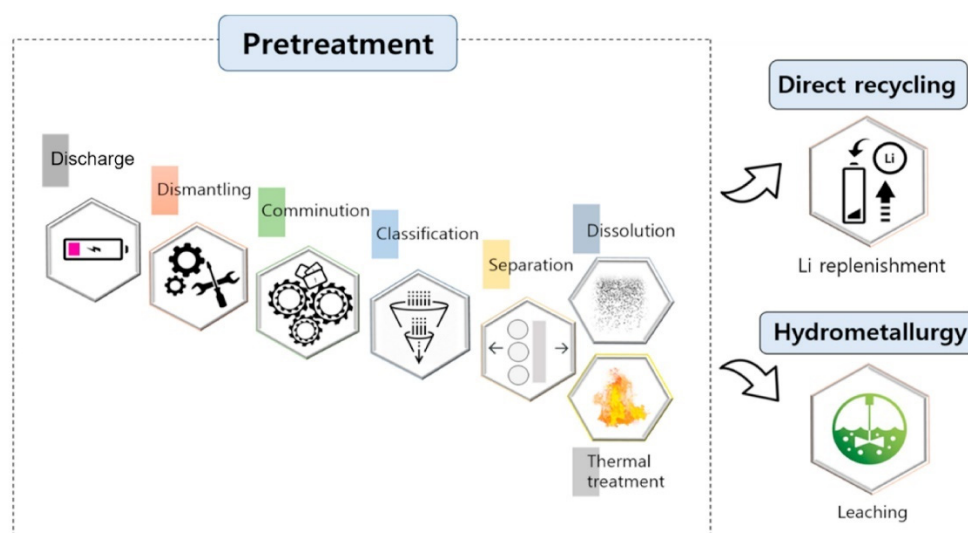 Pretreatment
Discharge
Dismantling
Comminution
Classification
Separation
Dissolution
Thermal
treatment
Direct recycling
Li
Li replenishment
Hydrometallurgy
Leaching